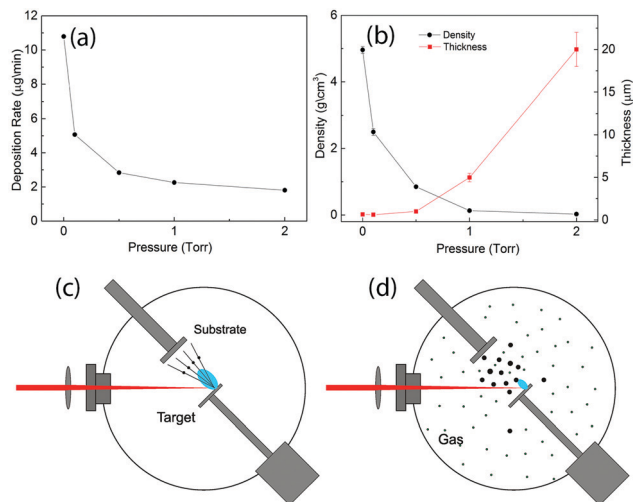 (a)
12
10
8
6
4
2
0
Deposition Rate (µg\min)
0 1 2
Pressure (Torr)
(b)
Density
Thickness
6
4
2
0
Density (g\cm³)
20
15
10
5
0
Thickness (µm)
0 1 2
Pressure (Torr)
(c)
Substrate
Target
(d)
Gaş